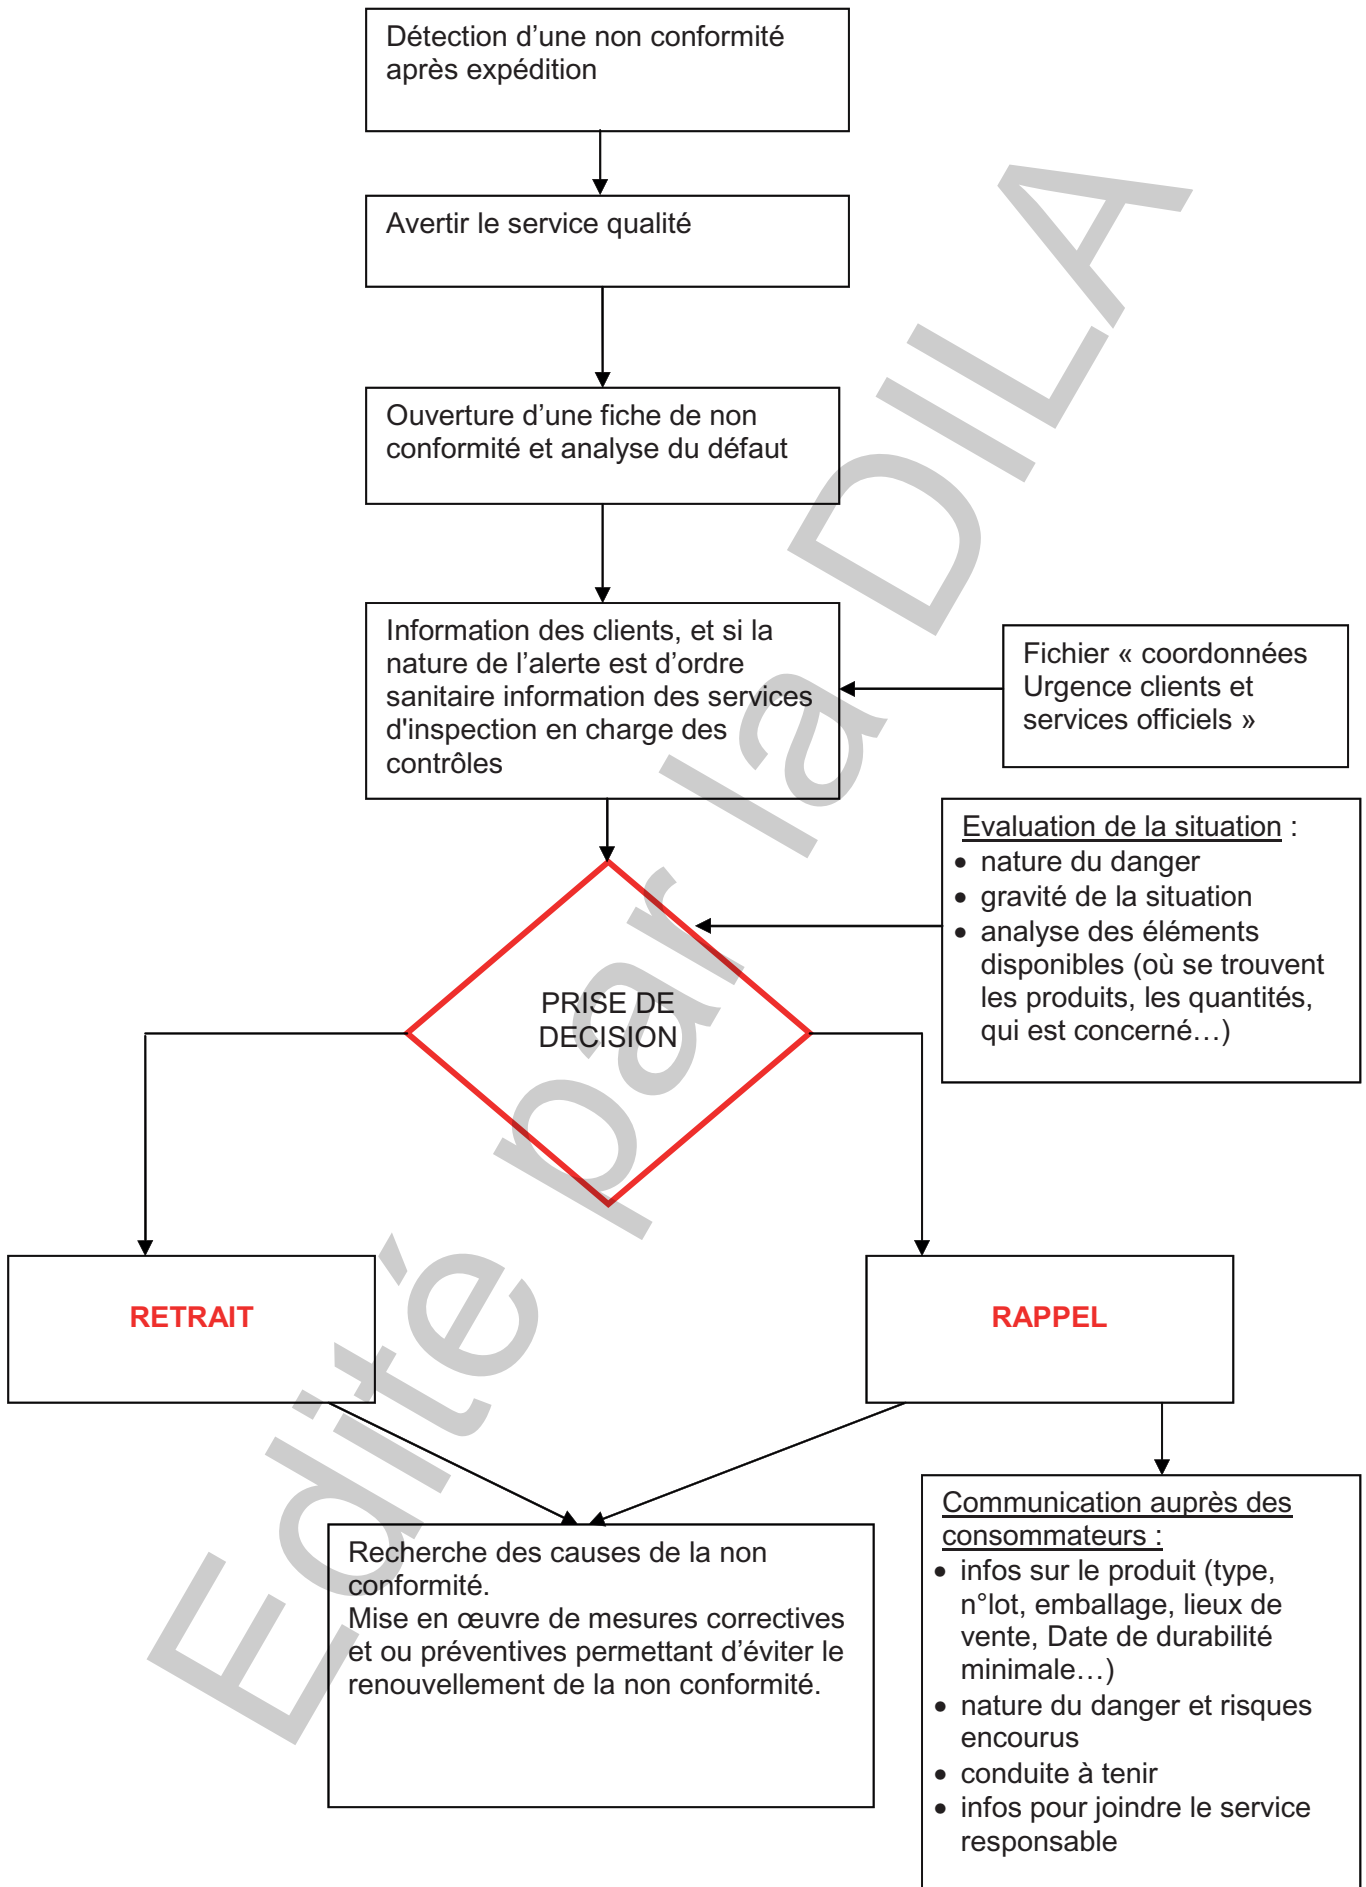 Détection d’une non conformité
après expédition
Avertir le service qualité
Ouverture d’une fiche de non
conformité et analyse du défaut
Information des clients, et si la
nature de l’alerte est d’ordre
sanitaire information des services
d'inspection en charge des
contrôles
Fichier « coordonnées
Urgence clients et
services officiels »
Evaluation de la situation :
• nature du danger
• gravité de la situation
• analyse des éléments
disponibles (où se trouvent
les produits, les quantités,
qui est concerné…)
PRISE DE
DECISION
RETRAIT
RAPPEL
Recherche des causes de la non
conformité.
Mise en œuvre de mesures correctives
et ou préventives permettant d’éviter le
renouvellement de la non conformité.
Communication auprès des
consommateurs :
• infos sur le produit (type,
n°lot, emballage, lieux de
vente, Date de durabilité
minimale…)
• nature du danger et risques
encourus
• conduite à tenir
• infos pour joindre le service
responsable
Edité par la DILA